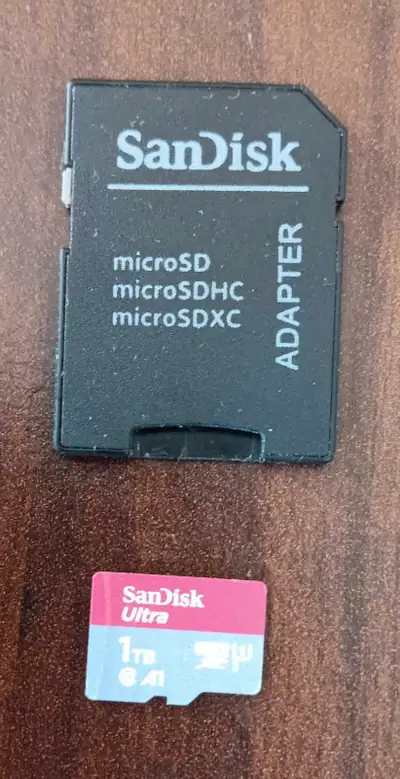 SanDisk
microSD
microSDHC
microSDXC
ADAPTER
SanDisk
Ultra
1TB
A1